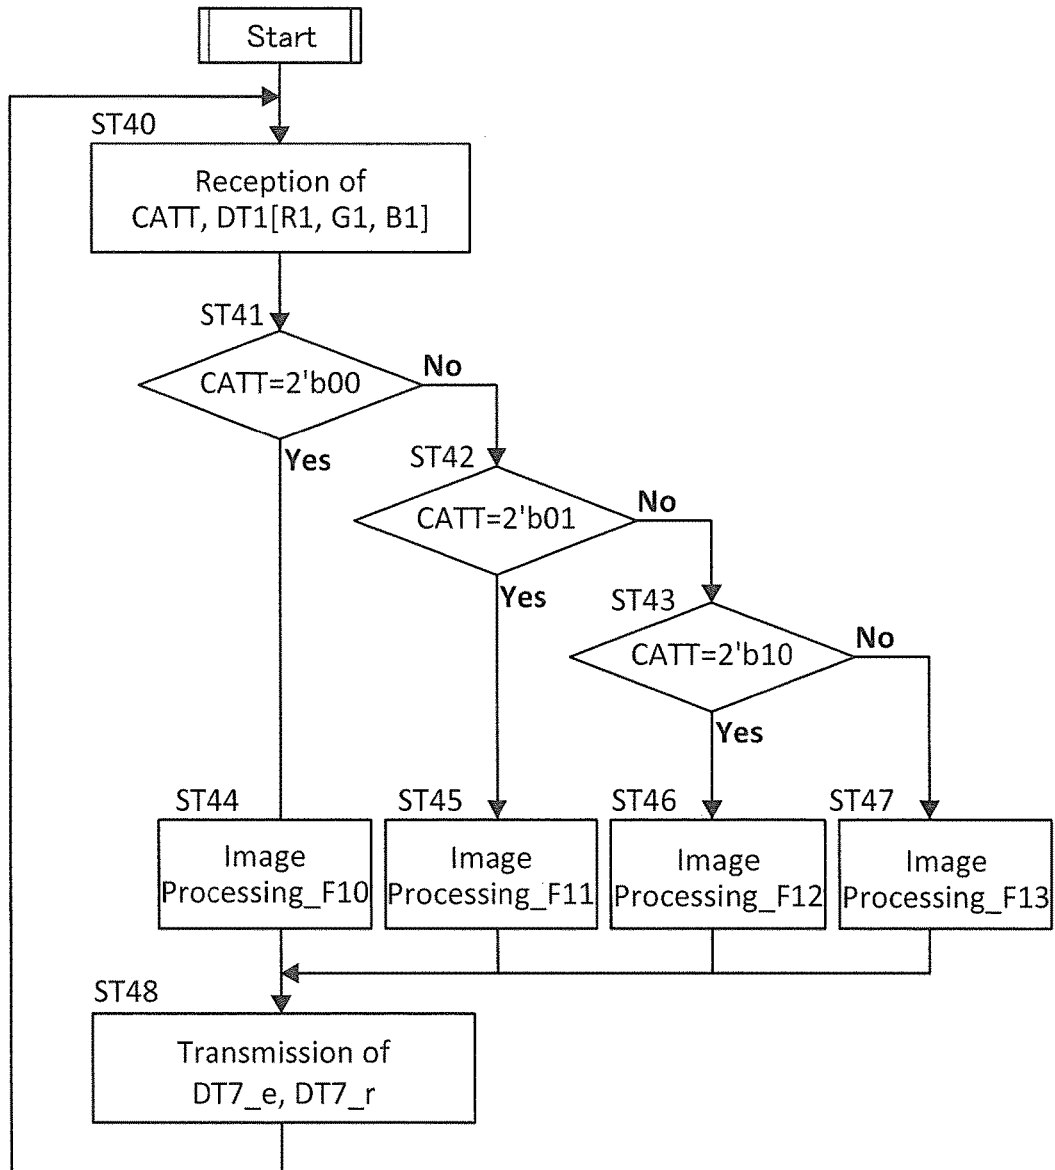 Start
ST40
Reception of
CATT, DT1[R1, G1, B1]
ST41
CATT=2'b00
No
Yes
ST42
CATT=2'b01
No
Yes
ST43
CATT=2'b10
No
Yes
ST44
Image
Processing_F10
ST45
Image
Processing_F11
ST46
Image
Processing_F12
ST47
Image
Processing_F13
ST48
Transmission of
DT7_e, DT7_r